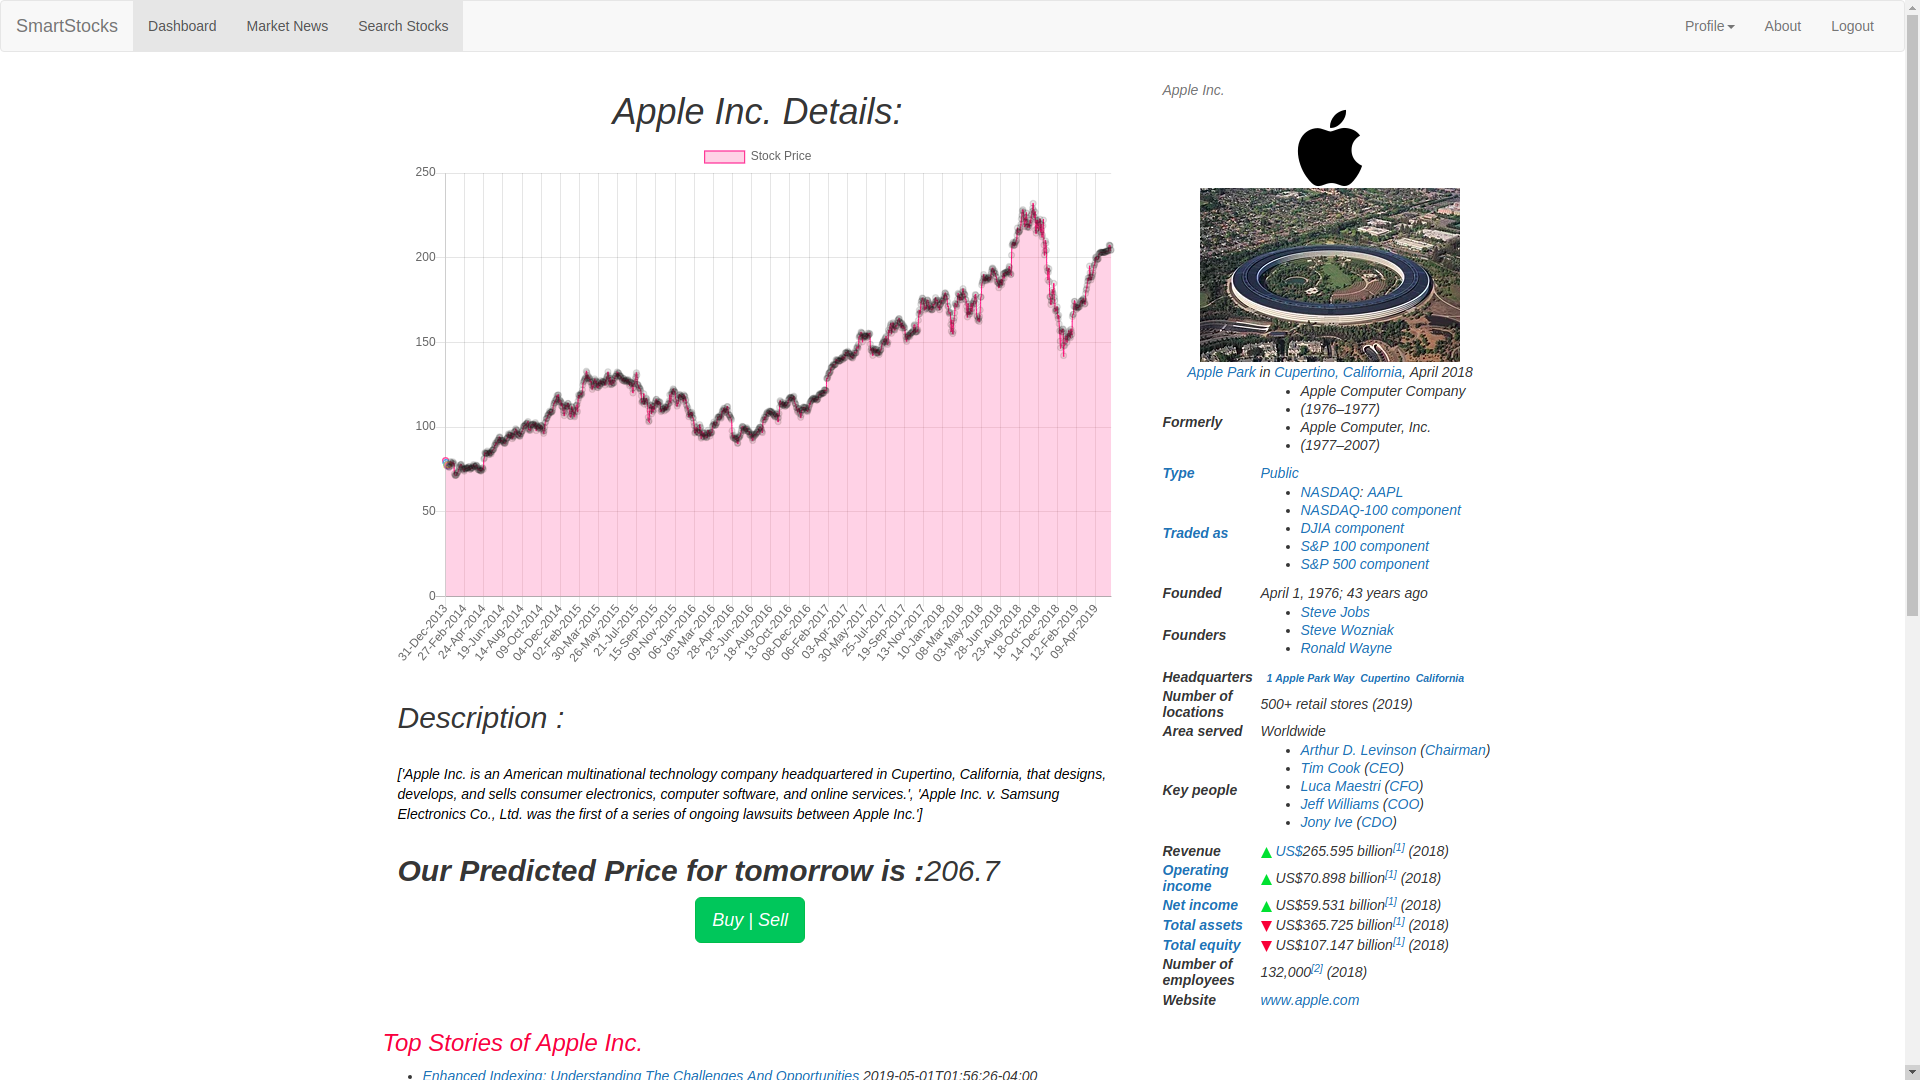 SmartStocks Dashboard Market News Search Stocks Profile About Logout
Apple Inc. Details:
Stock Price
250
200
150
100
50
0
31-Dec-2013
27-Feb-2014
24-Apr-2014
19-Jun-2014
14-Aug-2014
09-Oct-2014
04-Dec-2014
02-Feb-2015
30-Mar-2015
26-May-2015
21-Jul-2015
15-Sep-2015
09-Nov-2015
06-Jan-2016
03-Mar-2016
28-Apr-2016
23-Jun-2016
18-Aug-2016
13-Oct-2016
08-Dec-2016
06-Feb-2017
03-Apr-2017
30-May-2017
25-Jul-2017
19-Sep-2017
13-Nov-2017
10-Jan-2018
08-Mar-2018
03-May-2018
28-Jun-2018
23-Aug-2018
18-Oct-2018
14-Dec-2018
12-Feb-2019
09-Apr-2019
Description :
['Apple Inc. is an American multinational technology company headquartered in Cupertino, California, that designs,
develops, and sells consumer electronics, computer software, and online services.', 'Apple Inc. v. Samsung
Electronics Co., Ltd. was the first of a series of ongoing lawsuits between Apple Inc.']
Our Predicted Price for tomorrow is :206.7
Buy | Sell
Top Stories of Apple Inc.
• Enhanced Indexing: Understanding The Challenges And Opportunities 2019-05-01T01:56:26-04:00
Apple Inc.
Apple Park in Cupertino, California, April 2018
Formerly
• Apple Computer Company
• (1976–1977)
• Apple Computer, Inc.
• (1977–2007)
Type Public
Traded as
• NASDAQ: AAPL
• NASDAQ-100 component
• DJIA component
• S&P 100 component
• S&P 500 component
Founded April 1, 1976; 43 years ago
Founders
• Steve Jobs
• Steve Wozniak
• Ronald Wayne
Headquarters 1 Apple Park Way Cupertino California
Number of
locations
500+ retail stores (2019)
Area served Worldwide
Key people
• Arthur D. Levinson (Chairman)
• Tim Cook (CEO)
• Luca Maestri (CFO)
• Jeff Williams (COO)
• Jony Ive (CDO)
Revenue ▲ US$265.595 billion[1] (2018)
Operating
income
▲ US$70.898 billion[1] (2018)
Net income ▲ US$59.531 billion[1] (2018)
Total assets ▼ US$365.725 billion[1] (2018)
Total equity ▼ US$107.147 billion[1] (2018)
Number of
employees
132,000[2] (2018)
Website www.apple.com